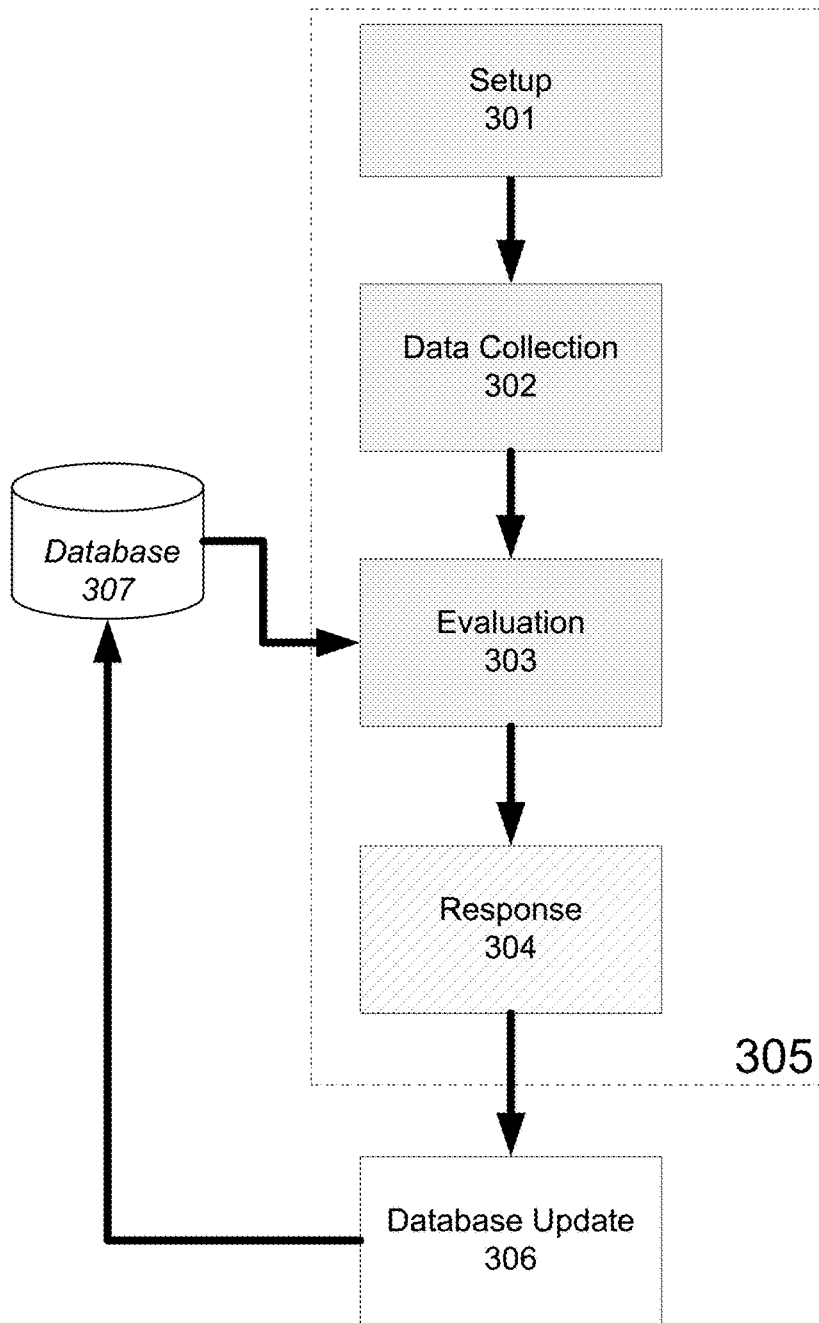 Setup
301
Data Collection
302
Database
307
Evaluation
303
Response
304
305
Database Update
306